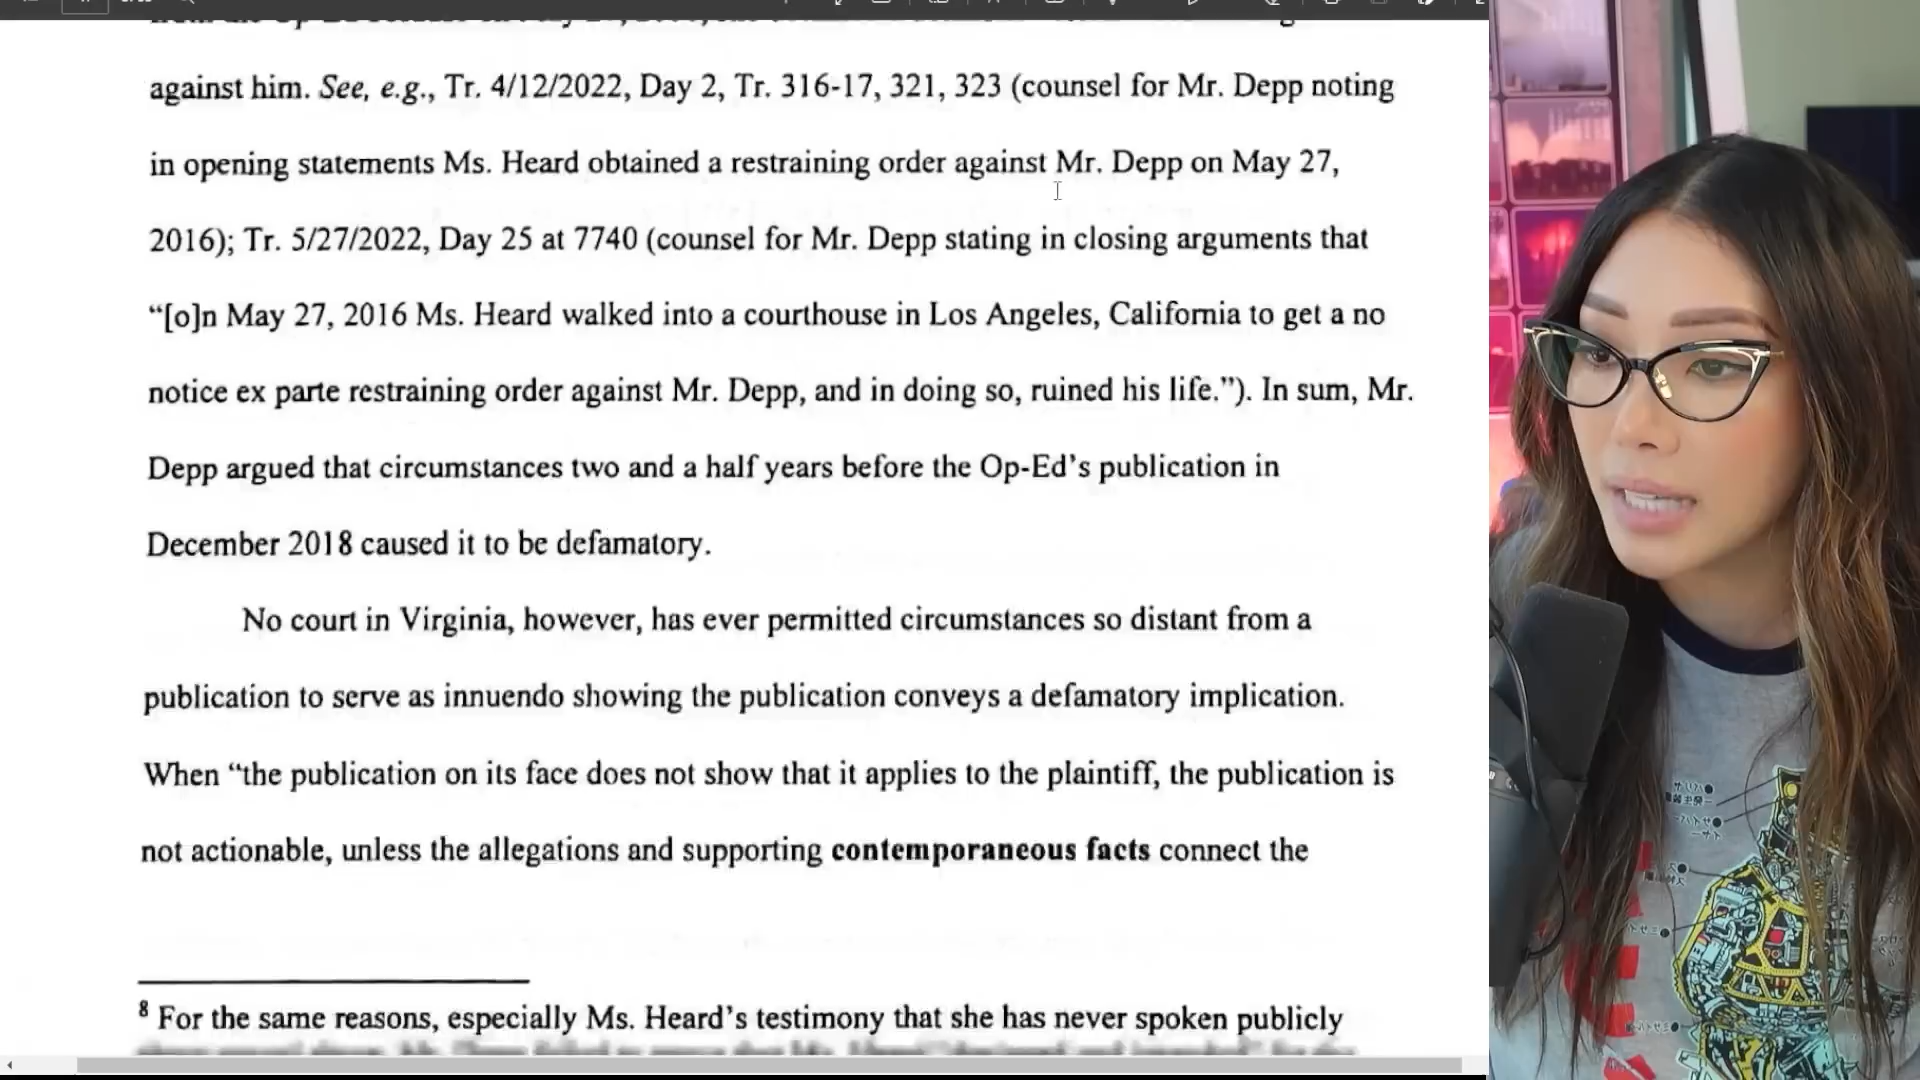 against him. See, e.g., Tr. 4/12/2022, Day 2, Tr. 316-17, 321, 323 (counsel for Mr. Depp noting
in opening statements Ms. Heard obtained a restraining order against Mr. Depp on May 27,
2016); Tr. 5/27/2022, Day 25 at 7740 (counsel for Mr. Depp stating in closing arguments that
“[o]n May 27, 2016 Ms. Heard walked into a courthouse in Los Angeles, California to get a no
notice ex parte restraining order against Mr. Depp, and in doing so, ruined his life.”). In sum, Mr.
Depp argued that circumstances two and a half years before the Op-Ed’s publication in
December 2018 caused it to be defamatory.
No court in Virginia, however, has ever permitted circumstances so distant from a
publication to serve as innuendo showing the publication conveys a defamatory implication.
When “the publication on its face does not show that it applies to the plaintiff, the publication is
not actionable, unless the allegations and supporting contemporaneous facts connect the
8 For the same reasons, especially Ms. Heard’s testimony that she has never spoken publicly